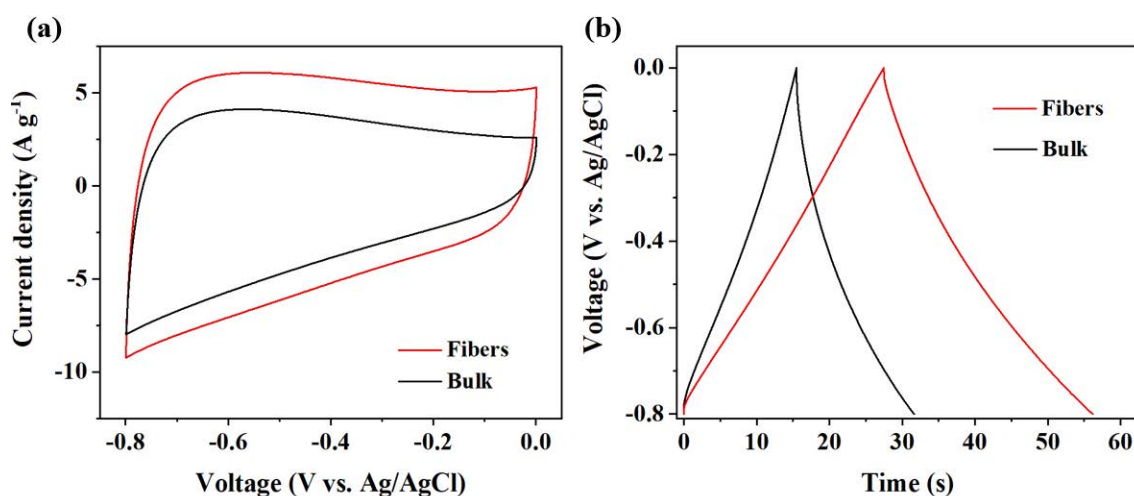 (a)
5
0
-5
-10
Current density (A g⁻¹)
Fibers
Bulk
-0.8 -0.6 -0.4 -0.2 0.0
Voltage (V vs. Ag/AgCl)
(b)
0.0
-0.2
-0.4
-0.6
-0.8
Voltage (V vs. Ag/AgCl)
Fibers
Bulk
0 10 20 30 40 50 60
Time (s)